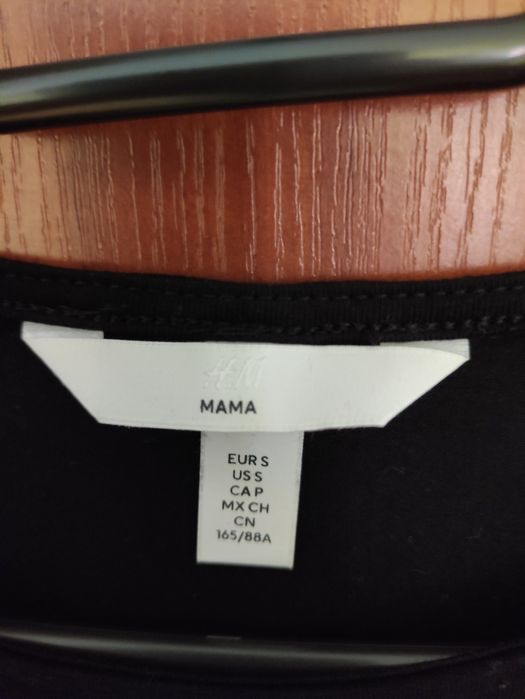 H&M
MAMA
EUR S
US S
CA P
MX CH
CN
165/88A